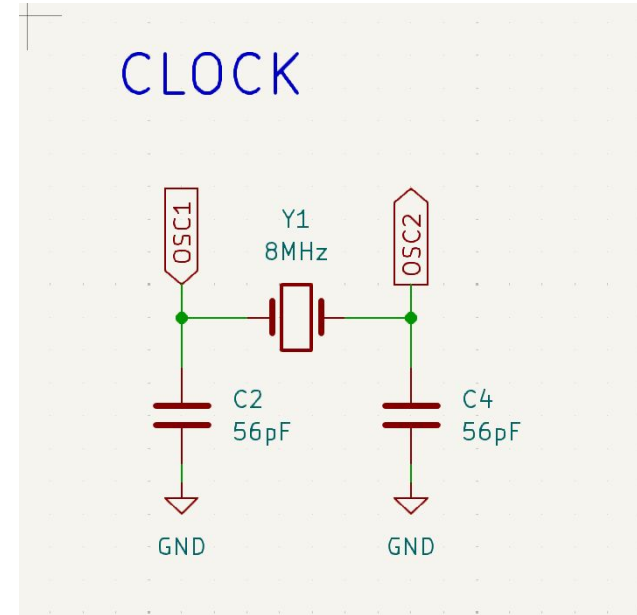 CLOCK
OSC1
Y1
8MHz
OSC2
C2
56pF
C4
56pF
GND
GND